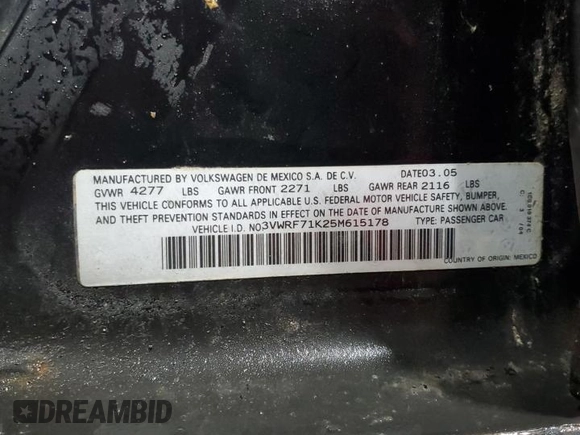 MANUFACTURED BY VOLKSWAGEN DE MEXICO S.A. DE C.V. DATE03.05
GVWR 4277 LBS GAWR FRONT 2271 LBS GAWR REAR 2116 LBS
THIS VEHICLE CONFORMS TO ALL APPLICABLE U.S. FEDERAL MOTOR VEHICLE SAFETY, BUMPER,
AND THEFT PREVENTION STANDARDS IN EFFECT ON THE DATE OF MANUFACTURE SHOWN ABOVE.
VEHICLE I.D. NO3VWRF71K25M615178 TYPE: PASSENGER CAR
COUNTRY OF ORIGIN: MEXICO
DREAMBID